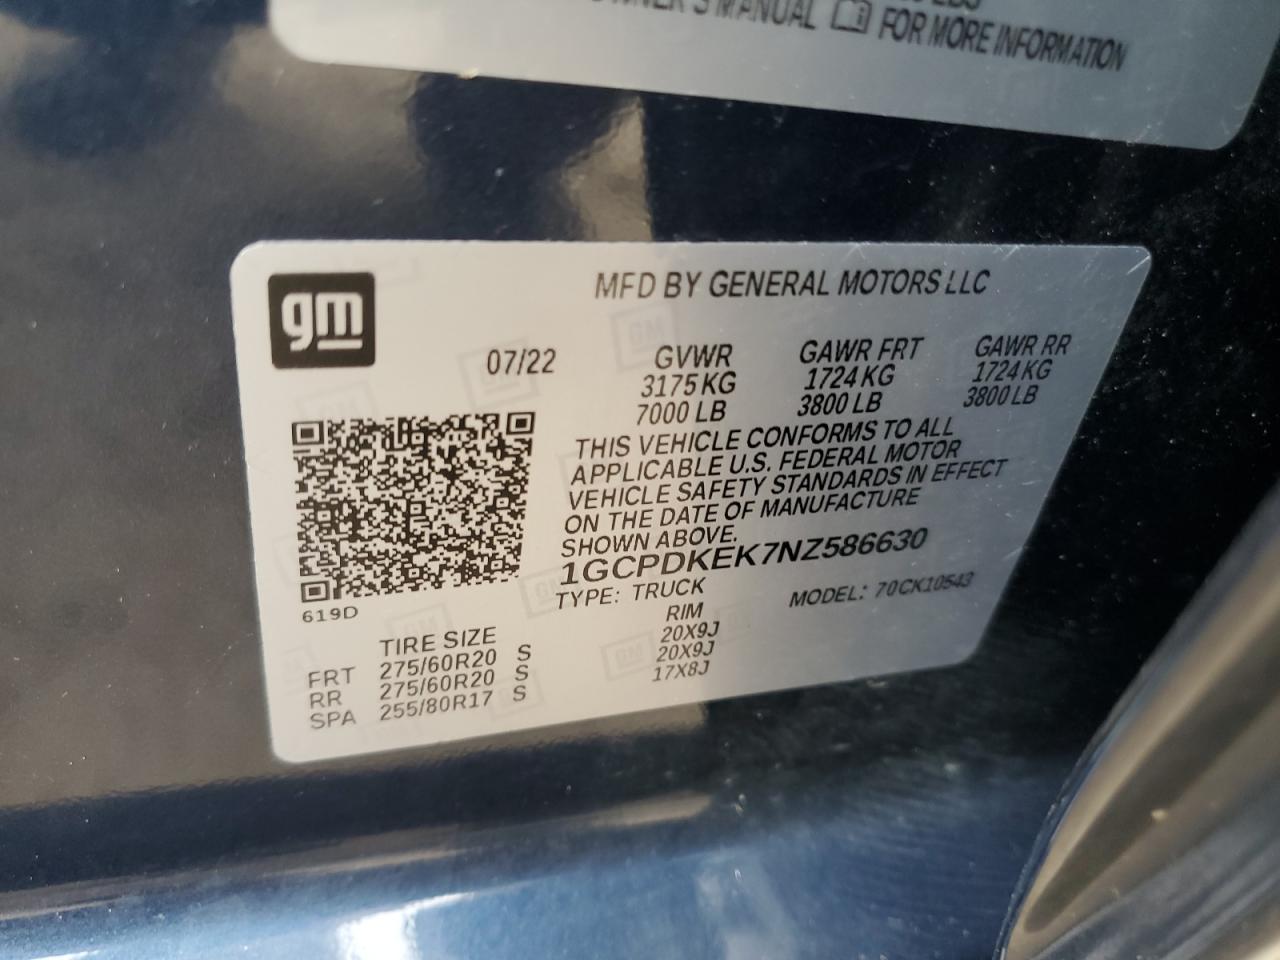 OWNER'S MANUAL FOR MORE INFORMATION
gm
MFD BY GENERAL MOTORS LLC
07/22
GVWR GAWR FRT GAWR RR
3175 KG 1724 KG 1724 KG
7000 LB 3800 LB 3800 LB
THIS VEHICLE CONFORMS TO ALL
APPLICABLE U.S. FEDERAL MOTOR
VEHICLE SAFETY STANDARDS IN EFFECT
ON THE DATE OF MANUFACTURE
SHOWN ABOVE.
1GCPDKEK7NZ586630
TYPE: TRUCK MODEL: 70CK10543
619D
TIRE SIZE RIM
FRT 275/60R20 S 20X9J
RR 275/60R20 S 20X9J
SPA 255/80R17 S 17X8J